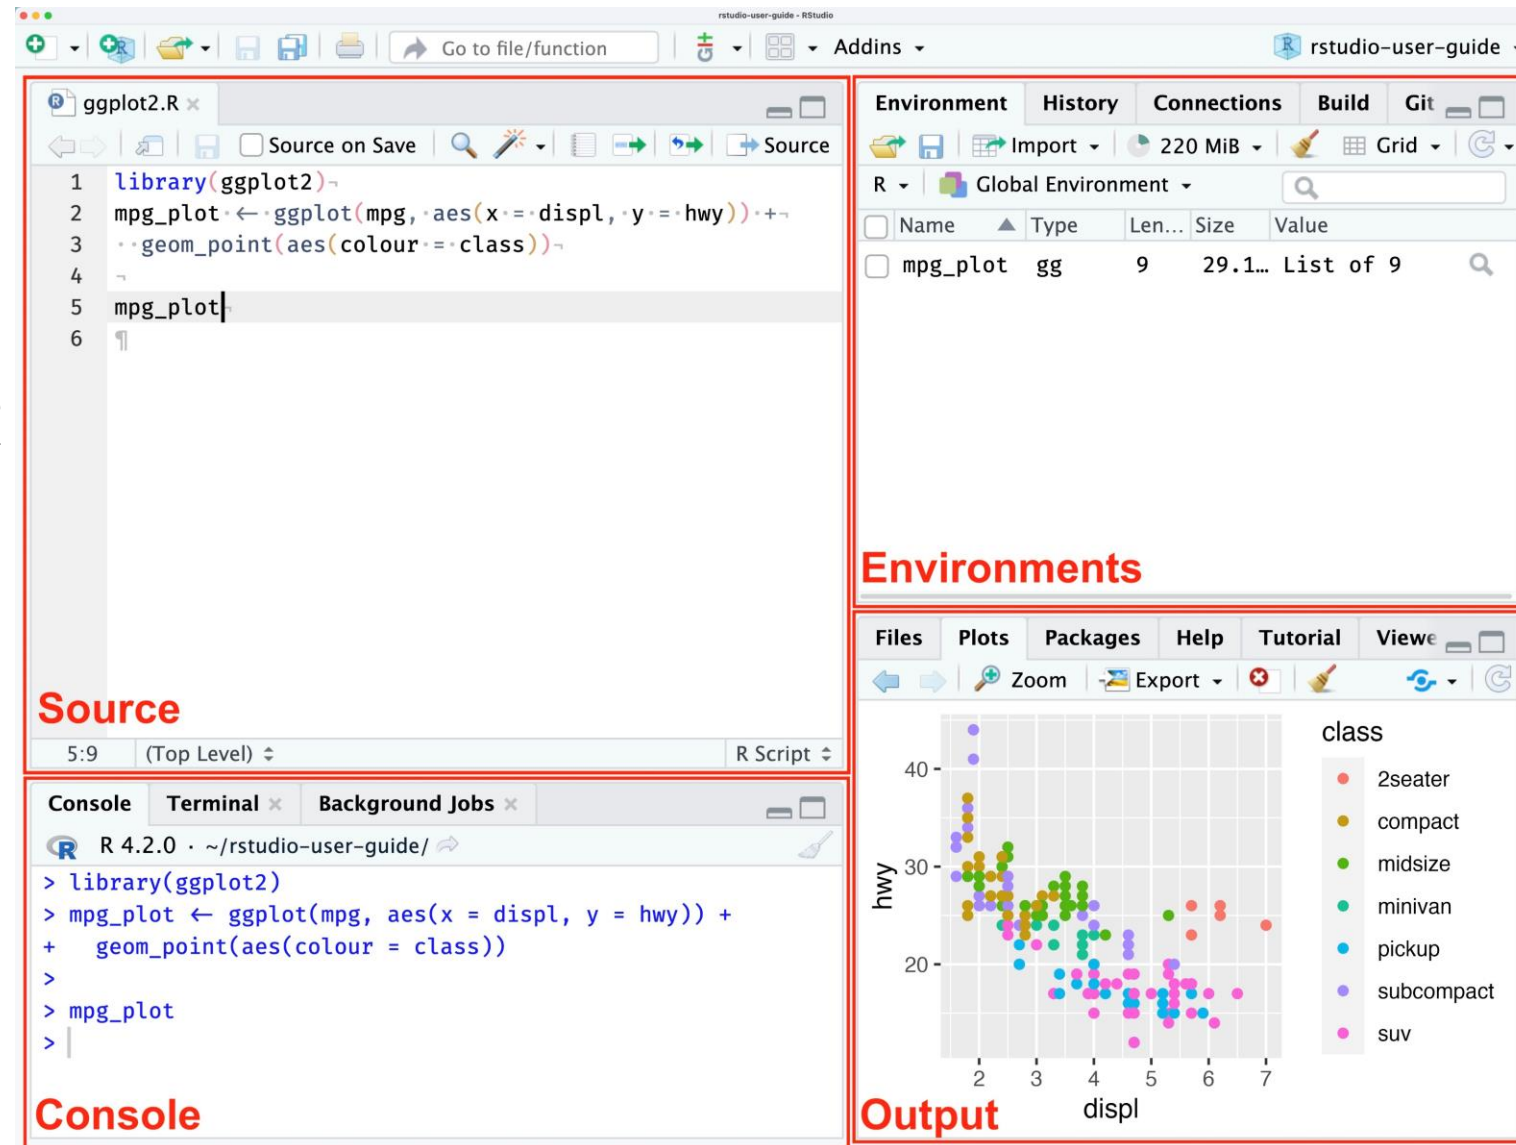 rstudio-user-guide - RStudio
Go to file/function
Git
Addins
rstudio-user-guide
ggplot2.R
Source on Save
Source
1 library(ggplot2)¬
2 mpg_plot·←·ggplot(mpg,·aes(x·=·displ,·y·=·hwy))·+¬
3 ··geom_point(aes(colour·=·class))¬
4 ¬
5 mpg_plot¬
6 ¶
Source
5:9 (Top Level) R Script
Console Terminal Background Jobs
R 4.2.0 · ~/rstudio-user-guide/
> library(ggplot2)
> mpg_plot ← ggplot(mpg, aes(x = displ, y = hwy)) +
+   geom_point(aes(colour = class))
>
> mpg_plot
>
Console
Environment History Connections Build Git
Import 220 MiB Grid
R Global Environment
Name Type Len... Size Value
mpg_plot gg 9 29.1… List of 9
Environments
Files Plots Packages Help Tutorial Viewe
Zoom Export
40
30
20
hwy
2 3 4 5 6 7
displ
class
2seater
compact
midsize
minivan
pickup
subcompact
suv
Output